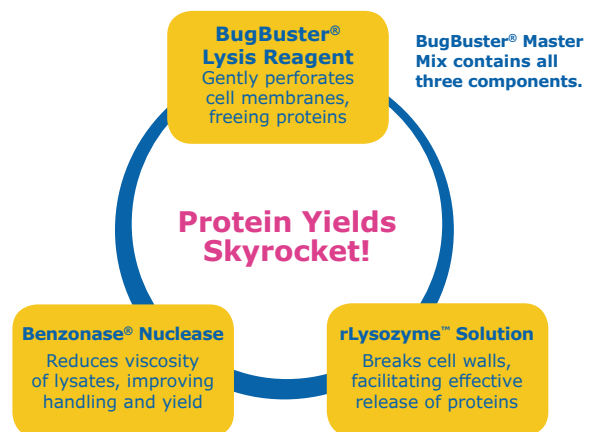 BugBuster®
Lysis Reagent
Gently perforates
cell membranes,
freeing proteins
BugBuster® Master
Mix contains all
three components.
Protein Yields
Skyrocket!
Benzonase® Nuclease
Reduces viscosity
of lysates, improving
handling and yield
rLysozyme™ Solution
Breaks cell walls,
facilitating effective
release of proteins